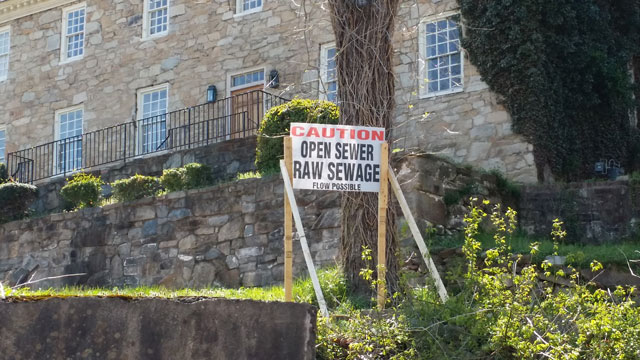 CAUTION
OPEN SEWER
RAW SEWAGE
FLOW POSSIBLE